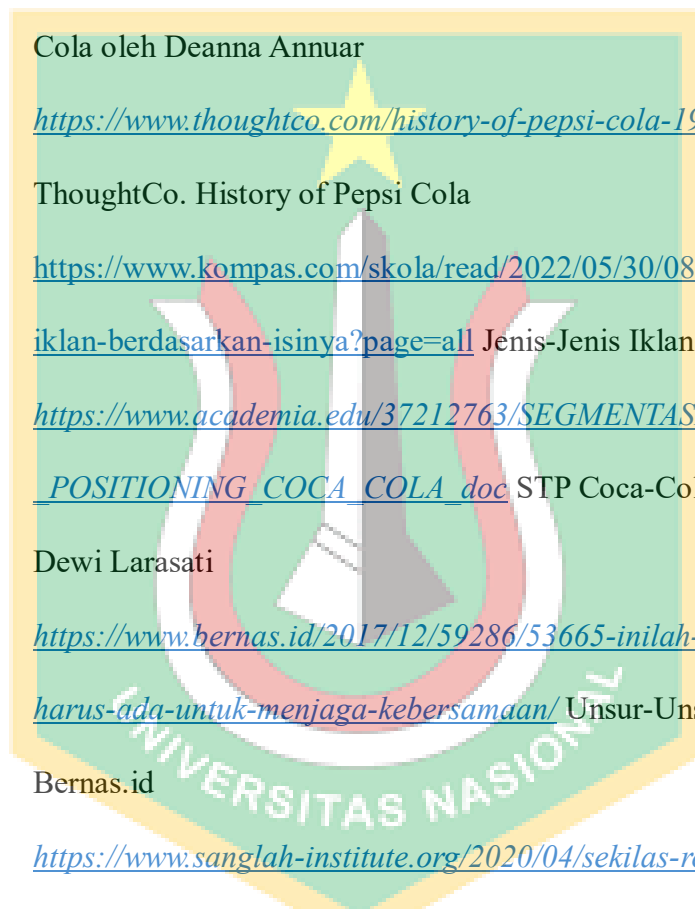 Cola oleh Deanna Annuar
https://www.thoughtco.com/history-of-pepsi-cola-19
ThoughtCo. History of Pepsi Cola
https://www.kompas.com/skola/read/2022/05/30/08
iklan-berdasarkan-isinya?page=all Jenis-Jenis Iklan
https://www.academia.edu/37212763/SEGMENTAS
_POSITIONING_COCA_COLA_doc STP Coca-Col
Dewi Larasati
https://www.bernas.id/2017/12/59286/53665-inilah-
harus-ada-untuk-menjaga-kebersamaan/ Unsur-Uns
Bernas.id
UNIVERSITAS NASIONAL
https://www.sanglah-institute.org/2020/04/sekilas-r